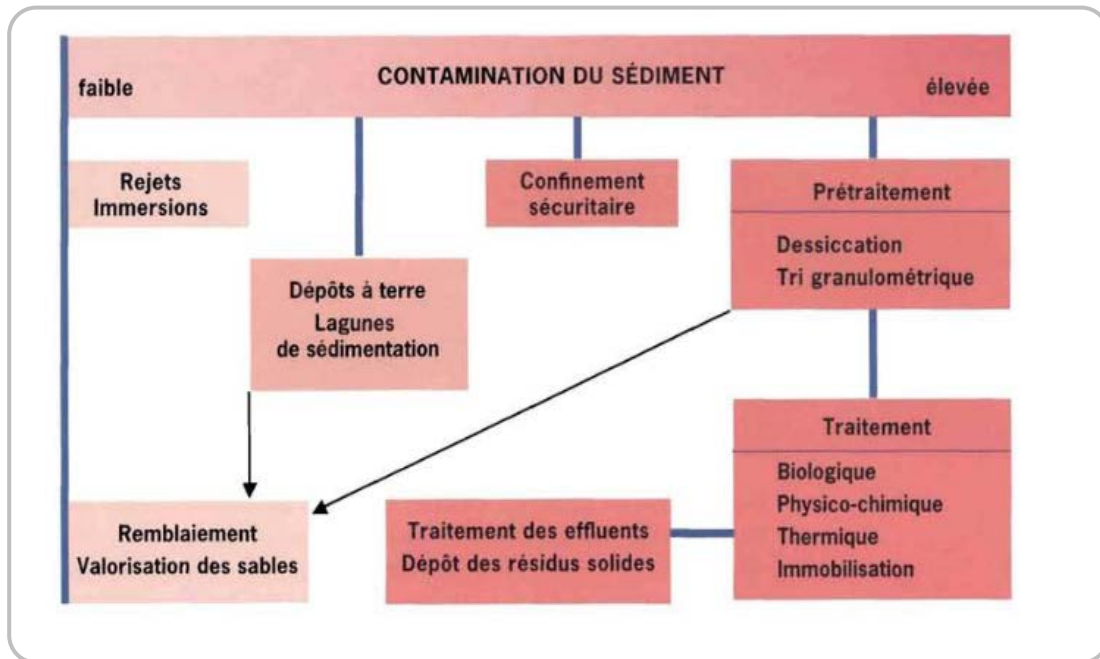 CONTAMINATION DU SÉDIMENT
faible
élevée
Rejets
Immersions
Confinement
sécuritaire
Prétraitement
Dessiccation
Tri granulométrique
Dépôts à terre
Lagunes
de sédimentation
Traitement
Biologique
Physico-chimique
Thermique
Immobilisation
Remblaiement
Valorisation des sables
Traitement des effluents
Dépôt des résidus solides